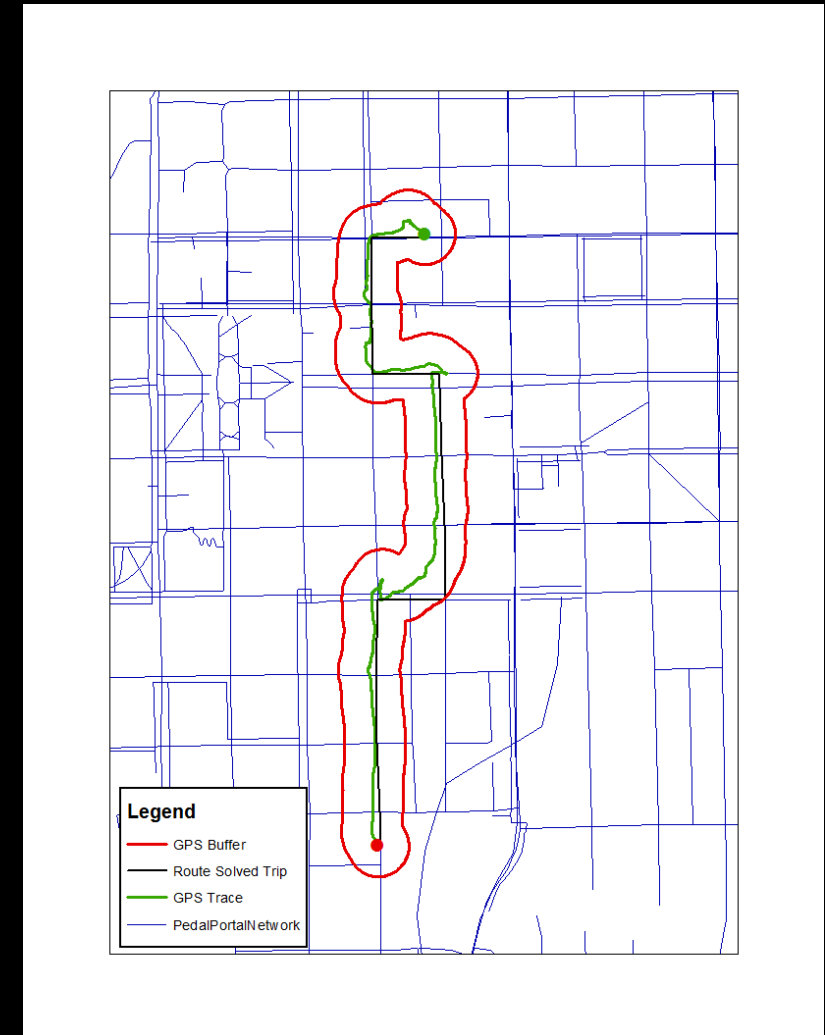 Legend
GPS Buffer
Route Solved Trip
GPS Trace
PedalPortalNetwork